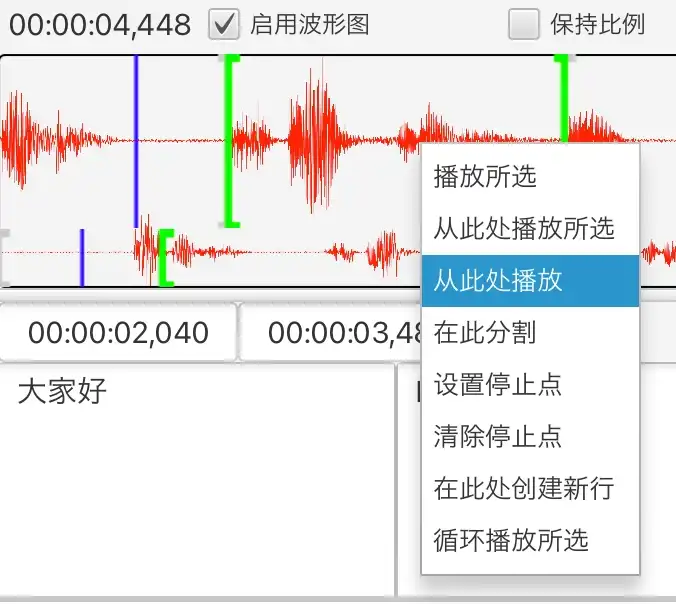 00:00:04,448 启用波形图 保持比例
播放所选
从此处播放所选
从此处播放
在此分割
设置停止点
清除停止点
在此处创建新行
循环播放所选
00:00:02,040 00:00:03,48
大家好